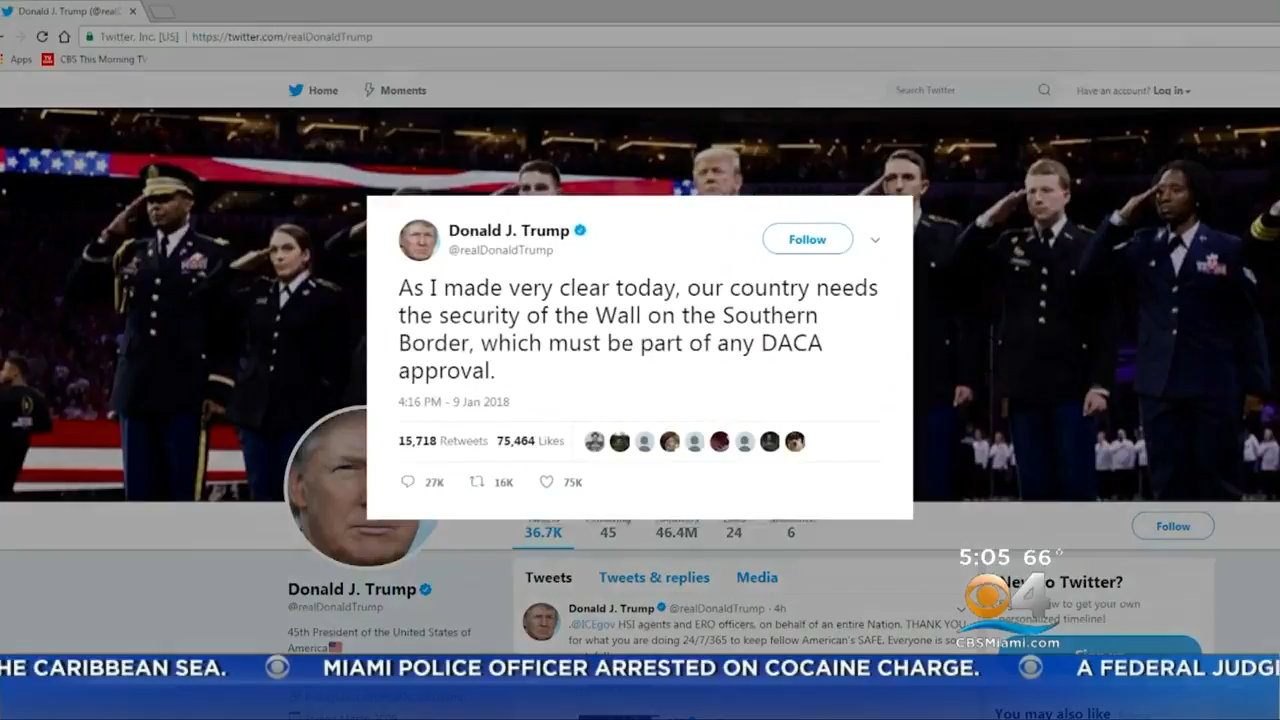 Donald J. Trump (@real
Twitter, Inc. [US] | https://twitter.com/realDonaldTrump
Apps CBS This Morning TV
Home Moments Search Twitter Have an account? Log in
Donald J. Trump
@realDonaldTrump
Follow
As I made very clear today, our country needs
the security of the Wall on the Southern
Border, which must be part of any DACA
approval.
4:16 PM - 9 Jan 2018
15,718 Retweets 75,464 Likes
27K 16K 75K
36.7K 45 46.4M 24 6
Follow
Donald J. Trump
@realDonaldTrump
45th President of the United States of
America
Tweets Tweets & replies Media
Donald J. Trump @realDonaldTrump · 4h
.@ICEgov HSI agents and ERO officers, on behalf of an entire Nation, THANK YOU
for what you are doing 24/7/365 to keep fellow American's SAFE. Everyone is so
to Twitter?
to get your own
personalized timeline!
You may also like
5:05 66°
4
CBSMiami.com
HE CARIBBEAN SEA. MIAMI POLICE OFFICER ARRESTED ON COCAINE CHARGE. A FEDERAL JUDG